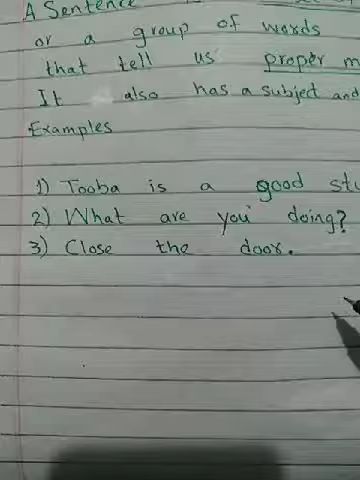 A Sentence
or a group of words
that tell us proper
It also has a subject and
Examples
1) Tooba is a good
2) What are you doing?
3) Close the door.